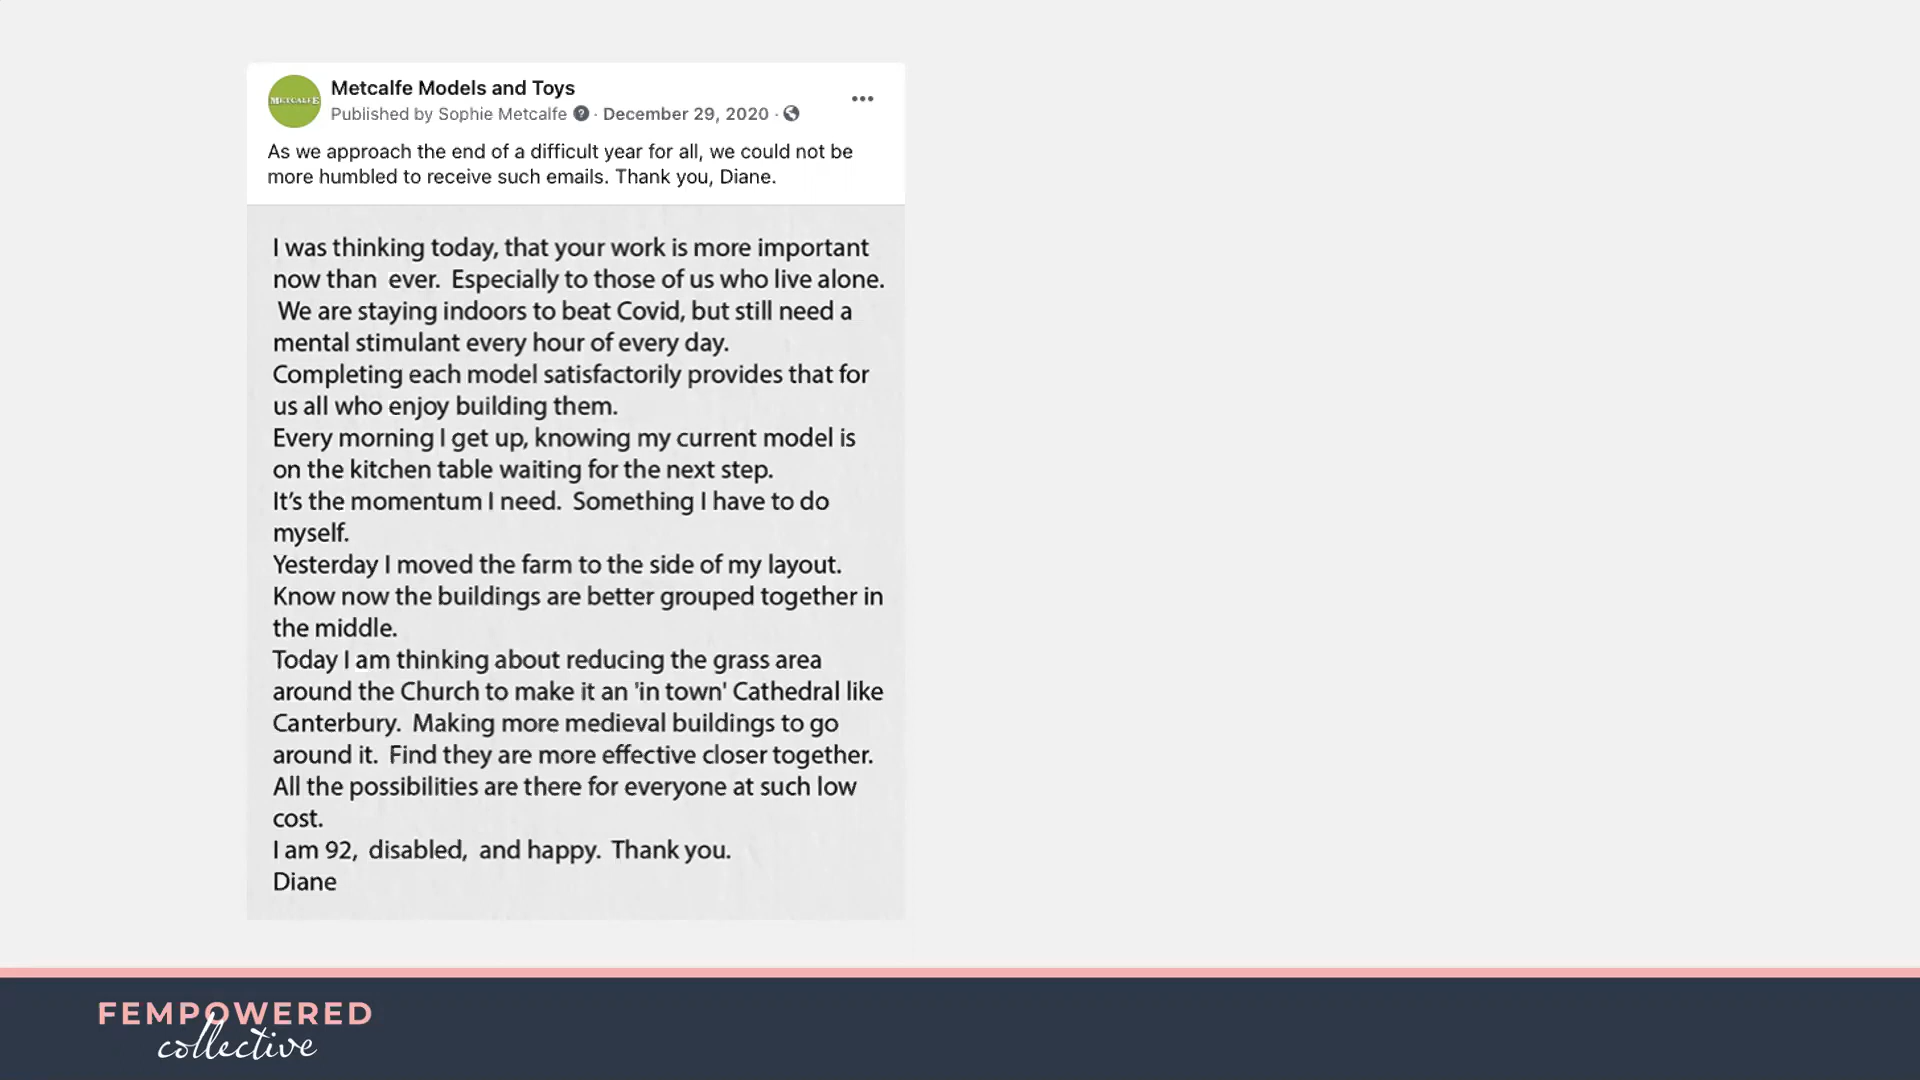 METCALFE
Metcalfe Models and Toys
Published by Sophie Metcalfe · December 29, 2020 ·
As we approach the end of a difficult year for all, we could not be
more humbled to receive such emails. Thank you, Diane.
I was thinking today, that your work is more important
now than  ever.  Especially to those of us who live alone.
We are staying indoors to beat Covid, but still need a
mental stimulant every hour of every day.
Completing each model satisfactorily provides that for
us all who enjoy building them.
Every morning I get up, knowing my current model is
on the kitchen table waiting for the next step.
It’s the momentum I need.  Something I have to do
myself.
Yesterday I moved the farm to the side of my layout.
Know now the buildings are better grouped together in
the middle.
Today I am thinking about reducing the grass area
around the Church to make it an 'in town' Cathedral like
Canterbury.  Making more medieval buildings to go
around it.  Find they are more effective closer together.
All the possibilities are there for everyone at such low
cost.
I am 92,  disabled,  and happy.  Thank you.
Diane
FEMPOWERED
collective